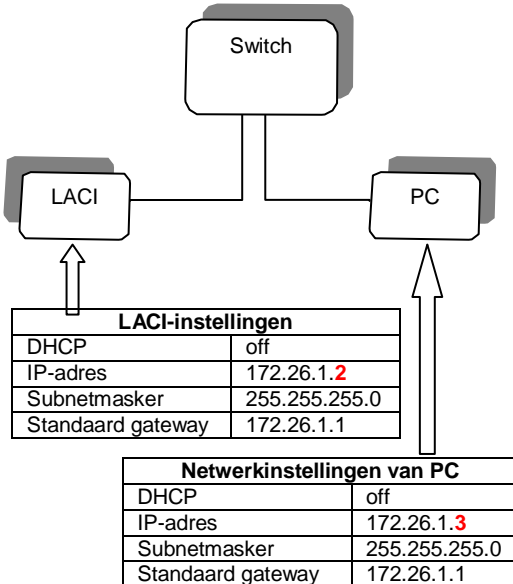 Switch
LACI
PC
LACI-instellingen
DHCP off
IP-adres 172.26.1.2
Subnetmasker 255.255.255.0
Standaard gateway 172.26.1.1
Netwerkinstellingen van PC
DHCP off
IP-adres 172.26.1.3
Subnetmasker 255.255.255.0
Standaard gateway 172.26.1.1